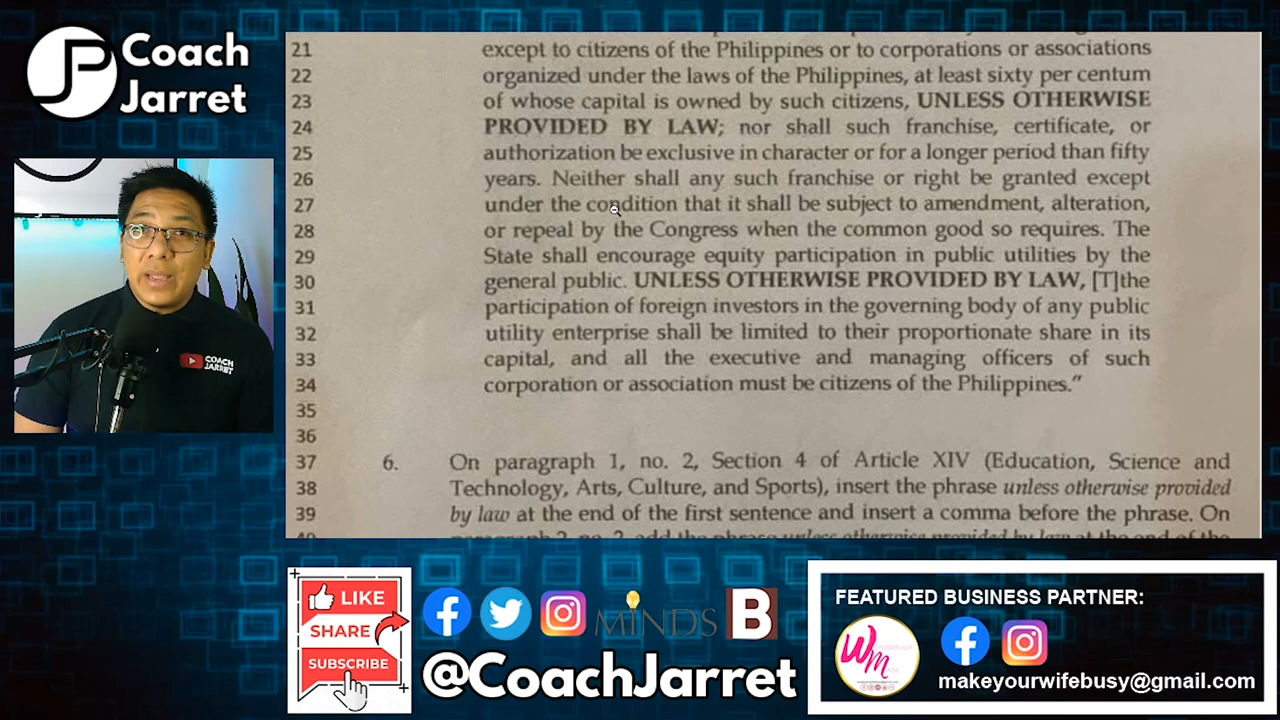 Coach
Jarret
21 except to citizens of the Philippines or to corporations or associations
22 organized under the laws of the Philippines, at least sixty per centum
23 of whose capital is owned by such citizens, UNLESS OTHERWISE
24 PROVIDED BY LAW; nor shall such franchise, certificate, or
25 authorization be exclusive in character or for a longer period than fifty
26 years. Neither shall any such franchise or right be granted except
27 under the condition that it shall be subject to amendment, alteration,
28 or repeal by the Congress when the common good so requires. The
29 State shall encourage equity participation in public utilities by the
30 general public. UNLESS OTHERWISE PROVIDED BY LAW, [T]the
31 participation of foreign investors in the governing body of any public
32 utility enterprise shall be limited to their proportionate share in its
33 capital, and all the executive and managing officers of such
34 corporation or association must be citizens of the Philippines."
35
36
37 6. On paragraph 1, no. 2, Section 4 of Article XIV (Education, Science and
38 Technology, Arts, Culture, and Sports), insert the phrase unless otherwise provided
39 by law at the end of the first sentence and insert a comma before the phrase. On
COACH
JARRET
LIKE
SHARE
SUBSCRIBE
MINDS
B
@CoachJarret
FEATURED BUSINESS PARTNER:
WM
makeyourwifebusy@gmail.com